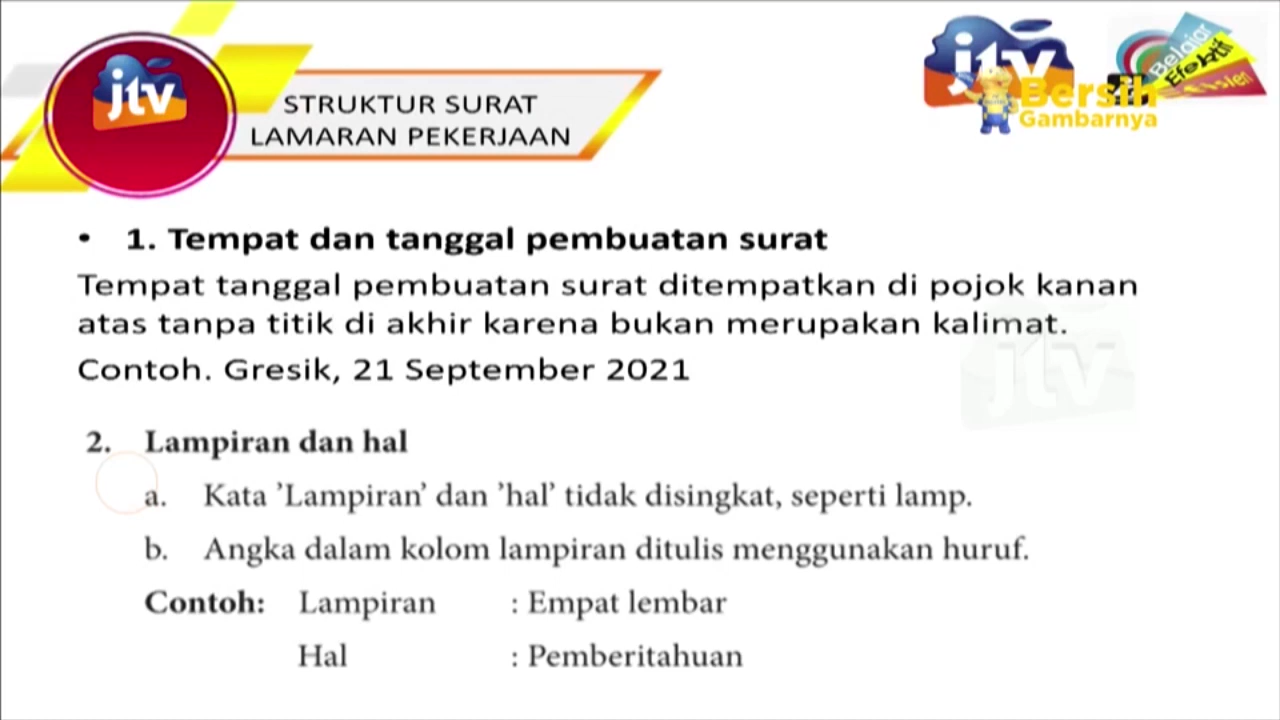 jtv
STRUKTUR SURAT
LAMARAN PEKERJAAN
jtv
Bersih
Gambarnya
Belajar
Efektif
• 1. Tempat dan tanggal pembuatan surat
Tempat tanggal pembuatan surat ditempatkan di pojok kanan
atas tanpa titik di akhir karena bukan merupakan kalimat.
Contoh. Gresik, 21 September 2021
jtv
2. Lampiran dan hal
a. Kata ’Lampiran’ dan ’hal’ tidak disingkat, seperti lamp.
b. Angka dalam kolom lampiran ditulis menggunakan huruf.
Contoh: Lampiran : Empat lembar
Hal : Pemberitahuan